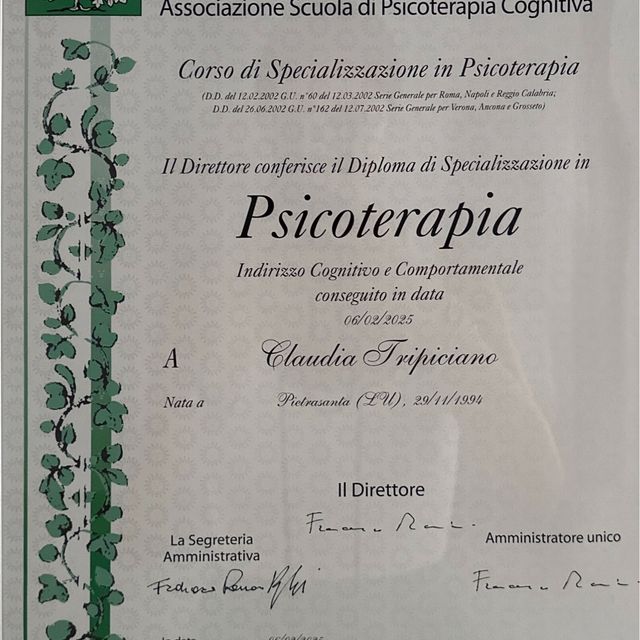 Associazione Scuola di Psicoterapia Cognitiva
Corso di Specializzazione in Psicoterapia
(D.D. del 12.02.2002 G.U. n°60 del 12.03.2002 Serie Generale per Roma, Napoli e Reggio Calabria;
D.D. del 26.06.2002 G.U. n°162 del 12.07.2002 Serie Generale per Verona, Ancona e Grosseto)
Il Direttore conferisce il Diploma di Specializzazione in
Psicoterapia
Indirizzo Cognitivo e Comportamentale
conseguito in data
06/02/2025
A Claudia Tripiciano
Nata a Pietrasanta (LU), 29/11/1994
Il Direttore
La Segreteria
Amministrativa
Amministratore unico